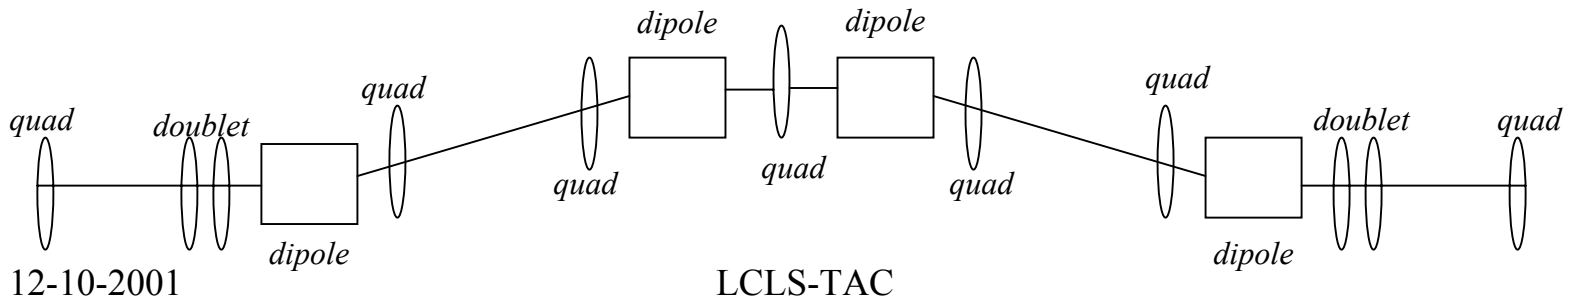 dipole dipole
quad quad
quad doublet doublet quad
quad quad quad
dipole dipole
12-10-2001 LCLS-TAC